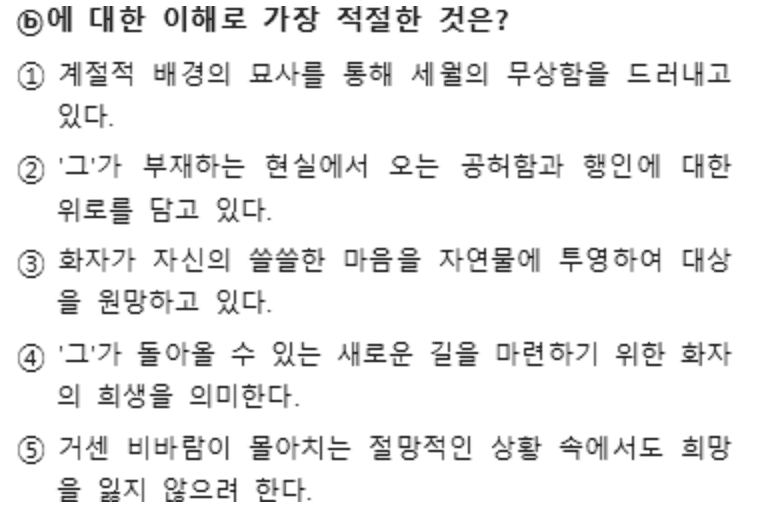 ⓑ에 대한 이해로 가장 적절한 것은?
① 계절적 배경의 묘사를 통해 세월의 무상함을 드러내고
있다.
② '그'가 부재하는 현실에서 오는 공허함과 행인에 대한
위로를 담고 있다.
③ 화자가 자신의 쓸쓸한 마음을 자연물에 투영하여 대상
을 원망하고 있다.
④ '그'가 돌아올 수 있는 새로운 길을 마련하기 위한 화자
의 희생을 의미한다.
⑤ 거센 비바람이 몰아치는 절망적인 상황 속에서도 희망
을 잃지 않으려 한다.